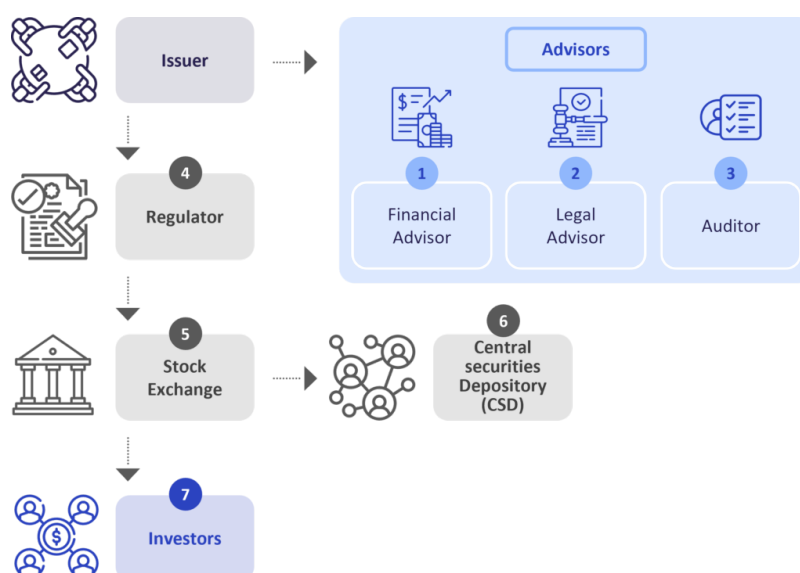 Issuer
Advisors
$
1
2
3
Financial
Advisor
Legal
Advisor
Auditor
4
Regulator
5
Stock
Exchange
6
Central
securities
Depository
(CSD)
7
$
Investors